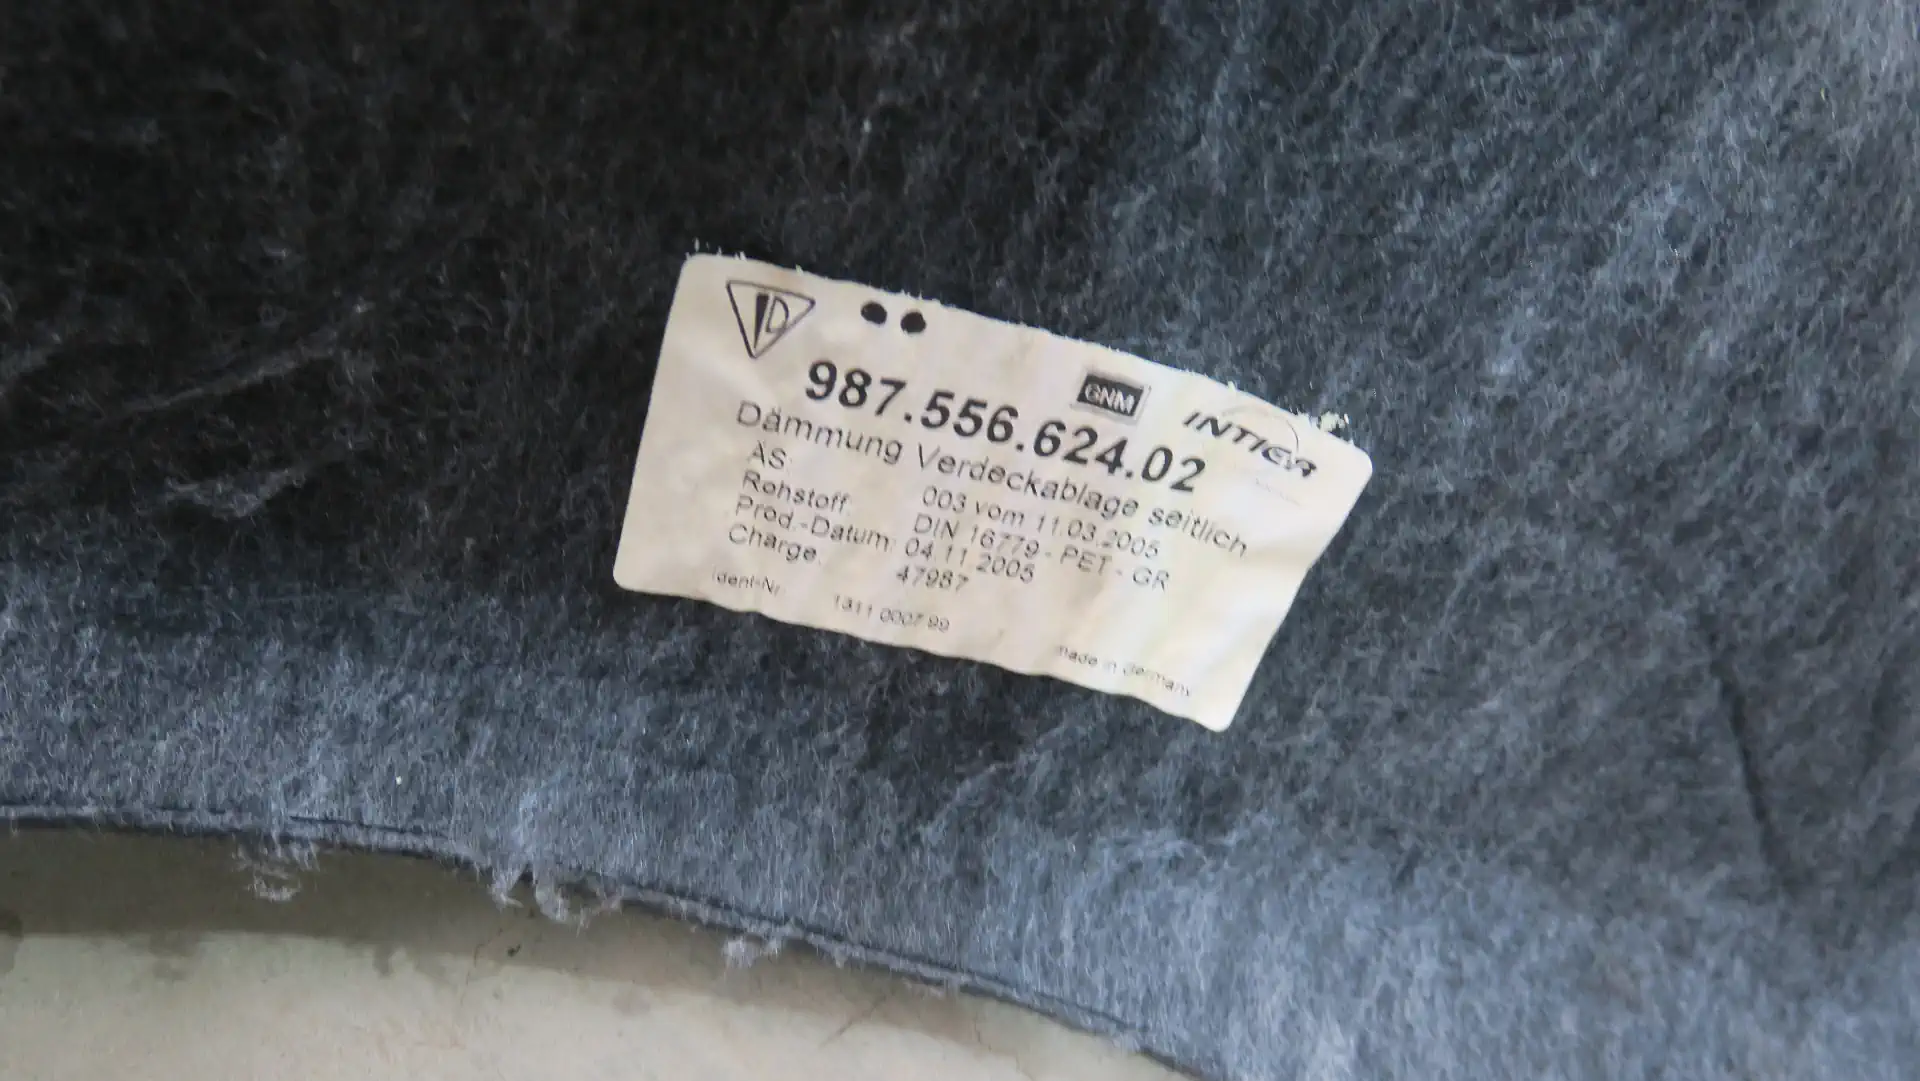 GNM
INTIER
987.556.624.02
Dämmung Verdeckablage seitlich
ÄS: 003 vom 11.03.2005
Rohstoff: DIN 16779 - PET - GR
Prod.-Datum: 04.11.2005
Charge: 47987
Ident-Nr. 1311 0007 99
made in Germany